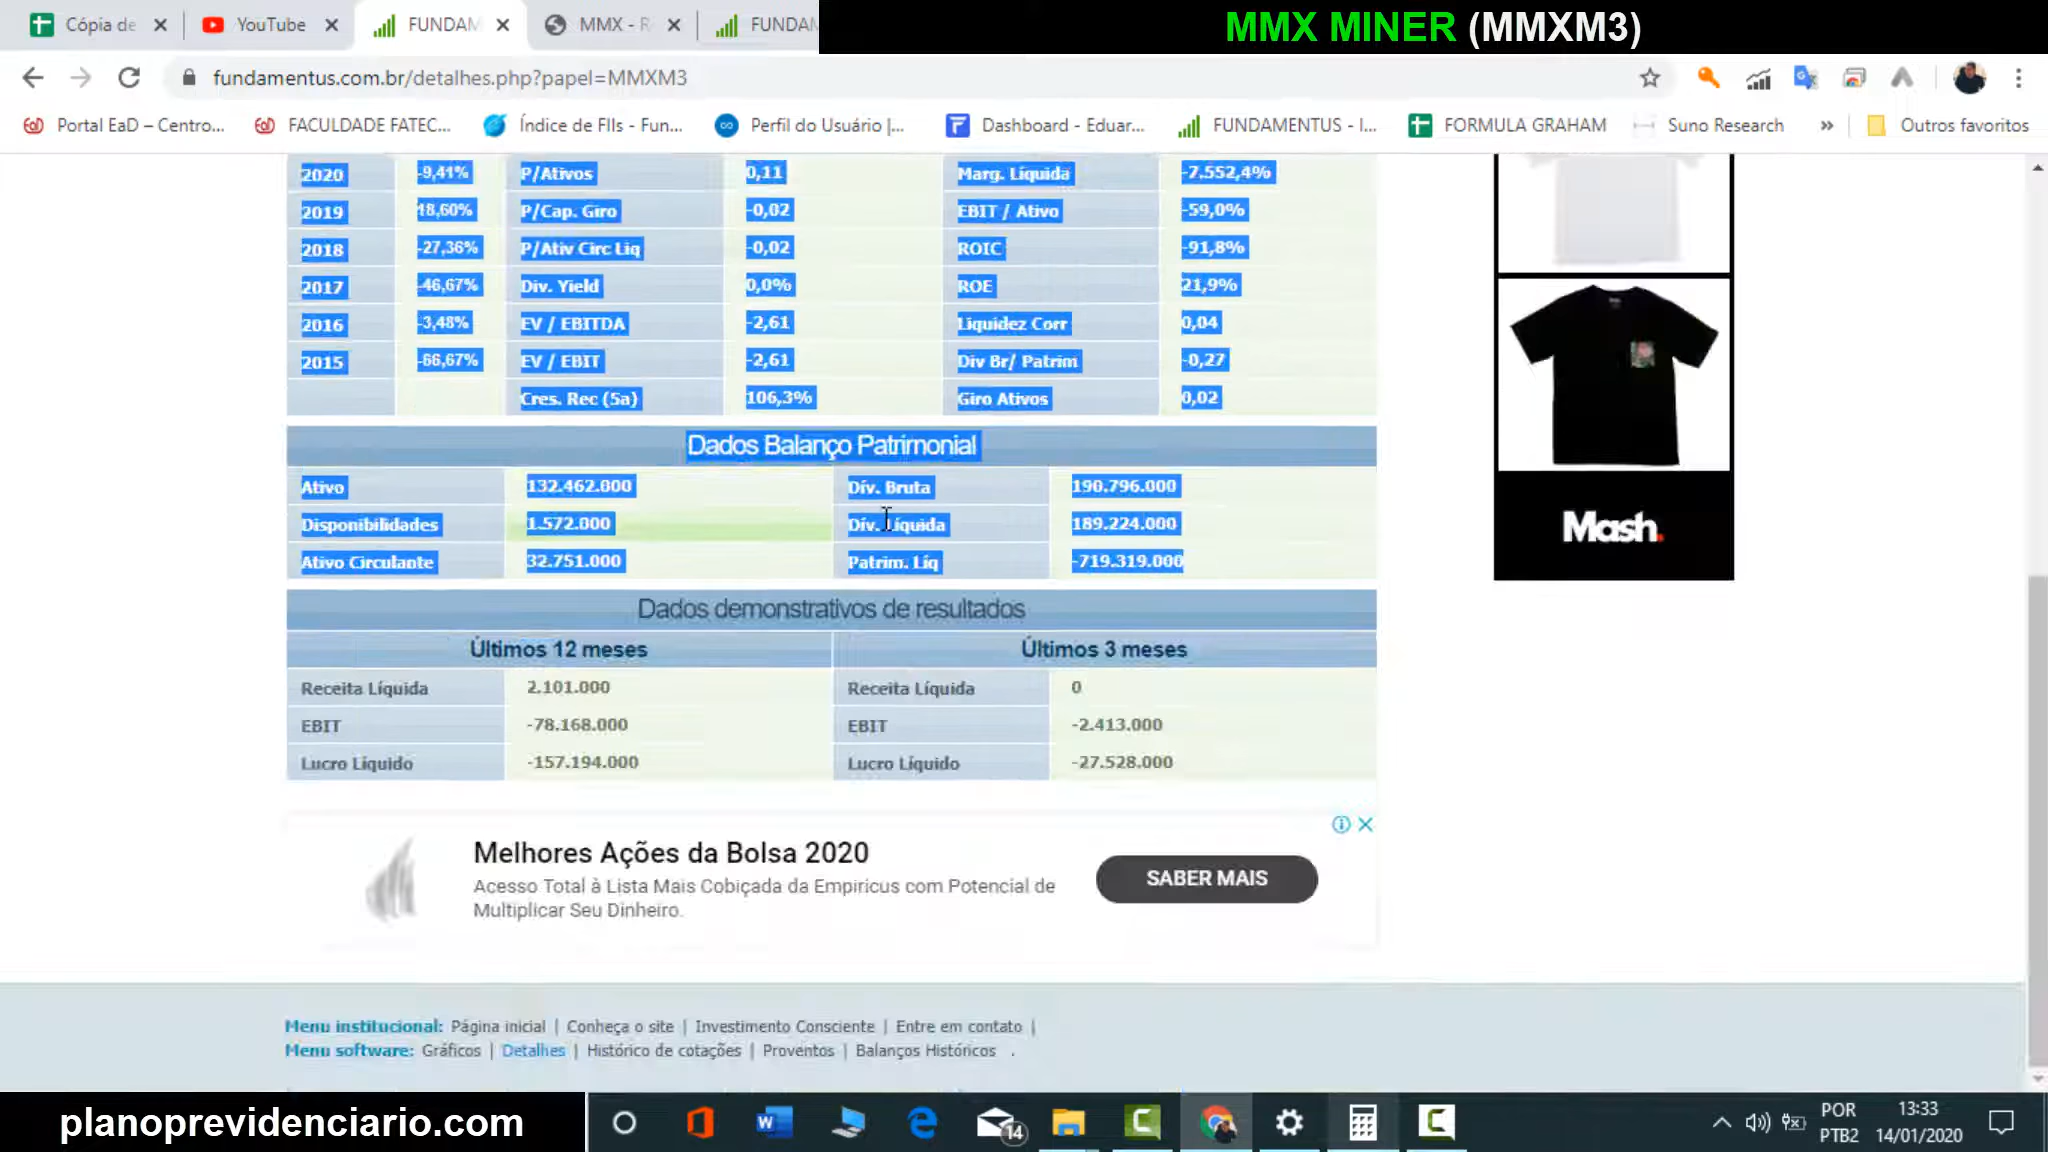 Cópia de
YouTube
FUNDAM
MMX - R
FUNDAM
MMX MINER (MMXM3)
fundamentus.com.br/detalhes.php?papel=MMXM3
Portal EaD – Centro...
FACULDADE FATEC...
Índice de FIIs - Fun...
Perfil do Usuário |...
Dashboard - Eduar...
FUNDAMENTUS - I...
FORMULA GRAHAM
Suno Research
»
Outros favoritos
2020 -9,41% P/Ativos 0,11 Marg. Líquida -7.552,4%
2019 18,60% P/Cap. Giro -0,02 EBIT / Ativo -59,0%
2018 -27,36% P/Ativ Circ Liq -0,02 ROIC -91,8%
2017 -46,67% Div. Yield 0,0% ROE 21,9%
2016 -3,48% EV / EBITDA -2,61 Liquidez Corr 0,04
2015 -66,67% EV / EBIT -2,61 Div Br/ Patrim -0,27
Cres. Rec (5a) 106,3% Giro Ativos 0,02
Dados Balanço Patrimonial
Ativo 132.462.000 Dív. Bruta 190.796.000
Disponibilidades 1.572.000 Dív. Líquida 189.224.000
Ativo Circulante 32.751.000 Patrim. Líq -719.319.000
Dados demonstrativos de resultados
Últimos 12 meses Últimos 3 meses
Receita Líquida 2.101.000 Receita Líquida 0
EBIT -78.168.000 EBIT -2.413.000
Lucro Líquido -157.194.000 Lucro Líquido -27.528.000
Mash.
Melhores Ações da Bolsa 2020
Acesso Total à Lista Mais Cobiçada da Empiricus com Potencial de
Multiplicar Seu Dinheiro.
SABER MAIS
Menu institucional: Página inicial | Conheça o site | Investimento Consciente | Entre em contato |
Menu software: Gráficos | Detalhes | Histórico de cotações | Proventos | Balanços Históricos .
planoprevidenciario.com
14
POR
PTB2
13:33
14/01/2020